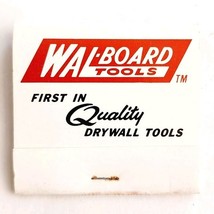 WAL-BOARD
TOOLS
TM
FIRST IN
Quality
DRYWALL TOOLS